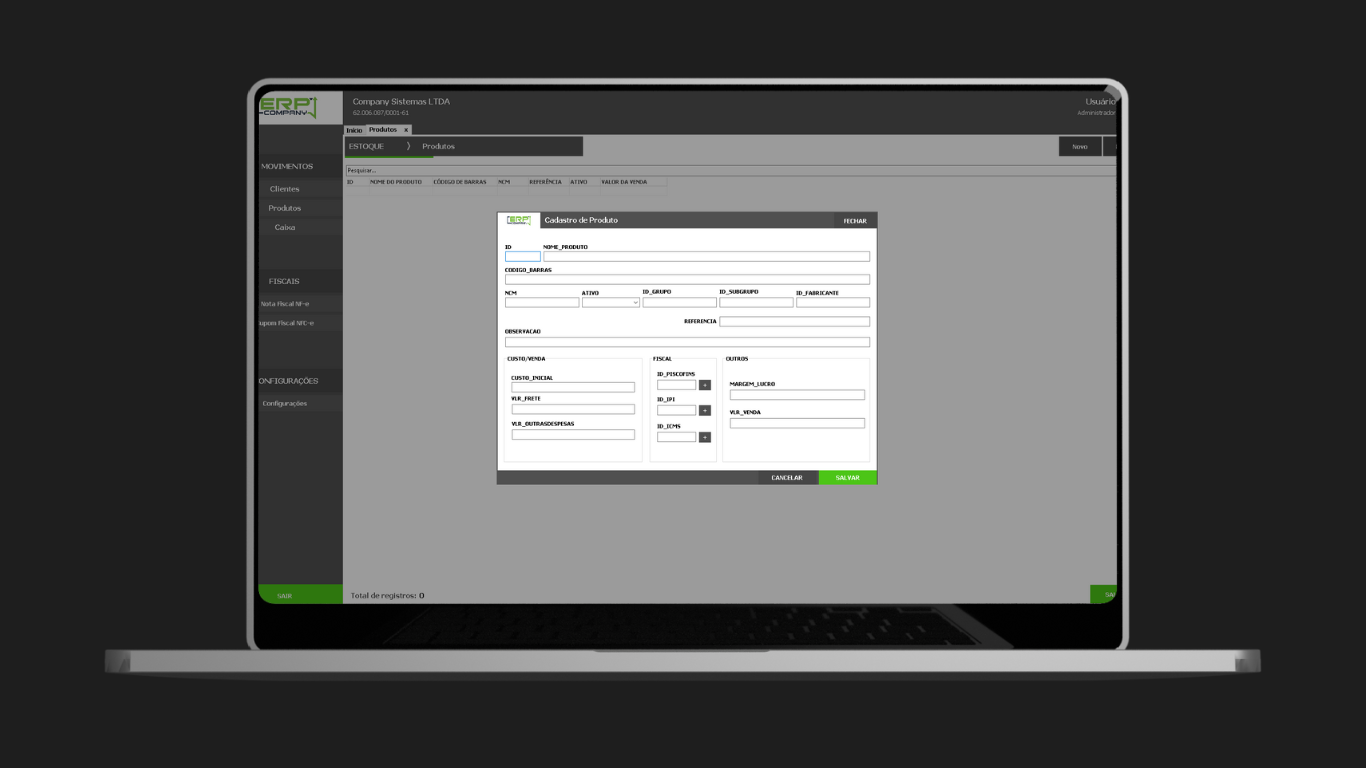 ERP
COMPANY
Company Sistemas LTDA
62.006.007/0001-61
Usuário
Administrador
Início Produtos x
ESTOQUE 〉 Produtos
Novo
Pesquisar...
ID NOME DO PRODUTO CÓDIGO DE BARRAS NCM REFERÊNCIA ATIVO VALOR DA VENDA
MOVIMENTOS
Clientes
Produtos
Caixa
FISCAIS
Nota Fiscal NF-e
upom Fiscal NFC-e
ONFIGURAÇÕES
Configurações
SAIR
ERP
COMPANY
Cadastro de Produto
FECHAR
ID NOME_PRODUTO
CODIGO_BARRAS
NCM ATIVO ID_GRUPO ID_SUBGRUPO ID_FABRICANTE
REFERENCIA
OBSERVACAO
CUSTO/VENDA
CUSTO_INICIAL
VLR_FRETE
VLR_OUTRASDESPESAS
FISCAL
ID_PISCOFINS
+
ID_IPI
+
ID_ICMS
+
OUTROS
MARGEM_LUCRO
VLR_VENDA
CANCELAR SALVAR
Total de registros: 0